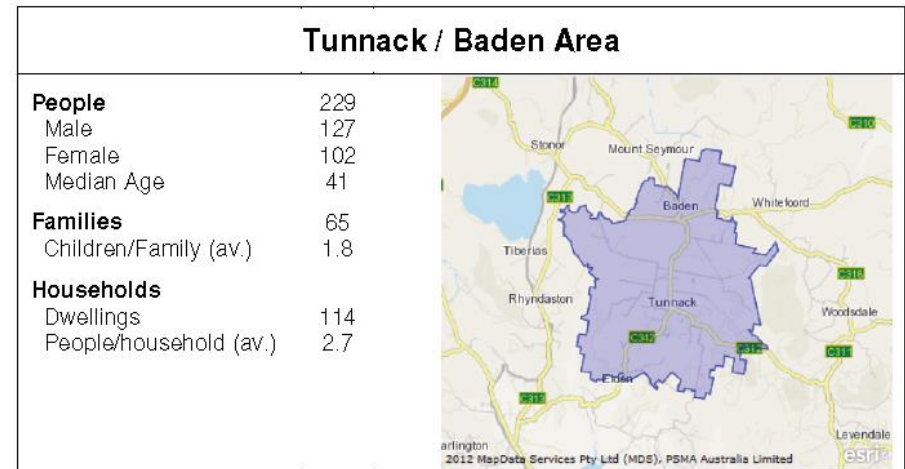 Tunnack / Baden Area
People 229
Male 127
Female 102
Median Age 41
Families 65
Children/Family (av.) 1.8
Households
Dwellings 114
People/household (av.) 2.7
C314
C310
Stonor
Mount Seymour
C313
Baden
Whitefoord
Tiberias
C318
Rhyndaston
Tunnack
Woodsdale
C312
C312
C311
Elden
C313
Levendale
arlington
2012 MapData Services Pty Ltd (MDS), PSMA Australia Limited
esri